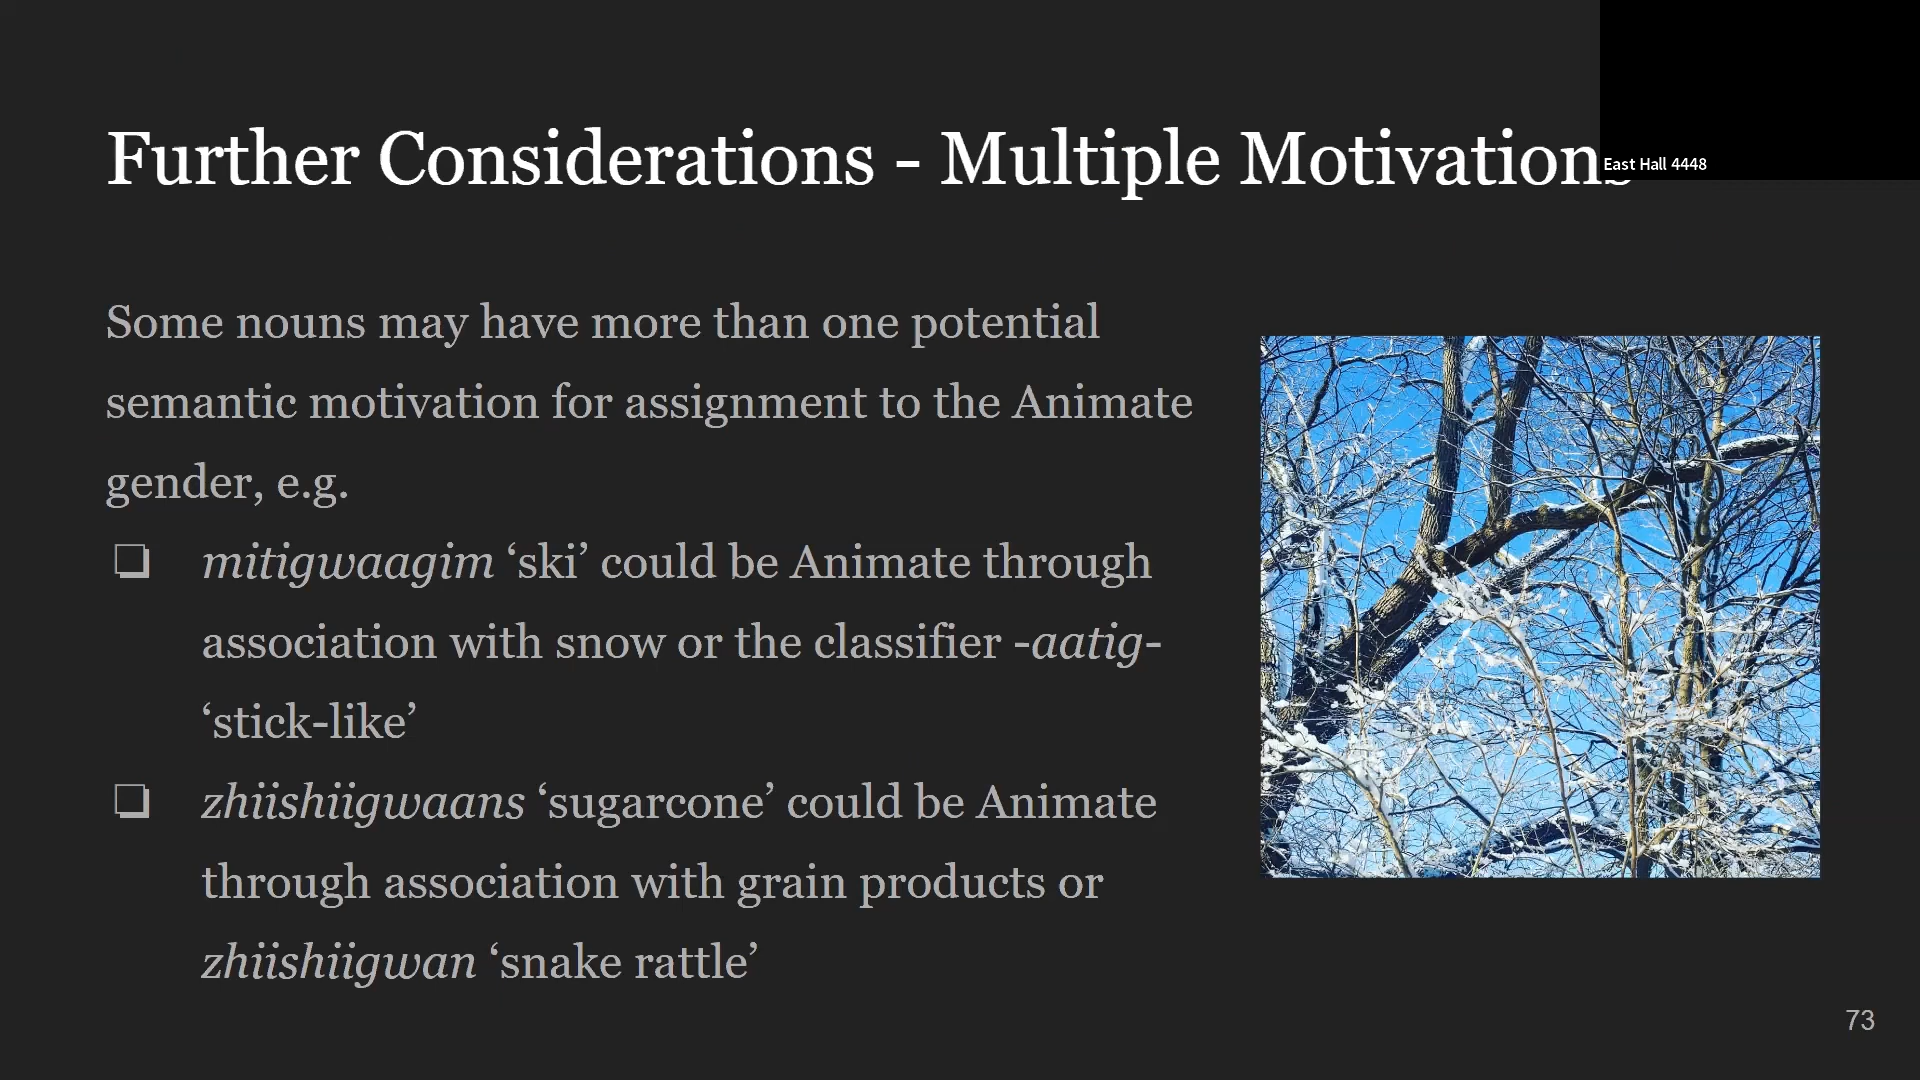 Further Considerations - Multiple Motivations
East Hall 4448
Some nouns may have more than one potential
semantic motivation for assignment to the Animate
gender, e.g.
❏ mitigwaagim ‘ski’ could be Animate through
association with snow or the classifier -aatig-
‘stick-like’
❏ zhiishiigwaans ‘sugarcone’ could be Animate
through association with grain products or
zhiishiigwan ‘snake rattle’
73